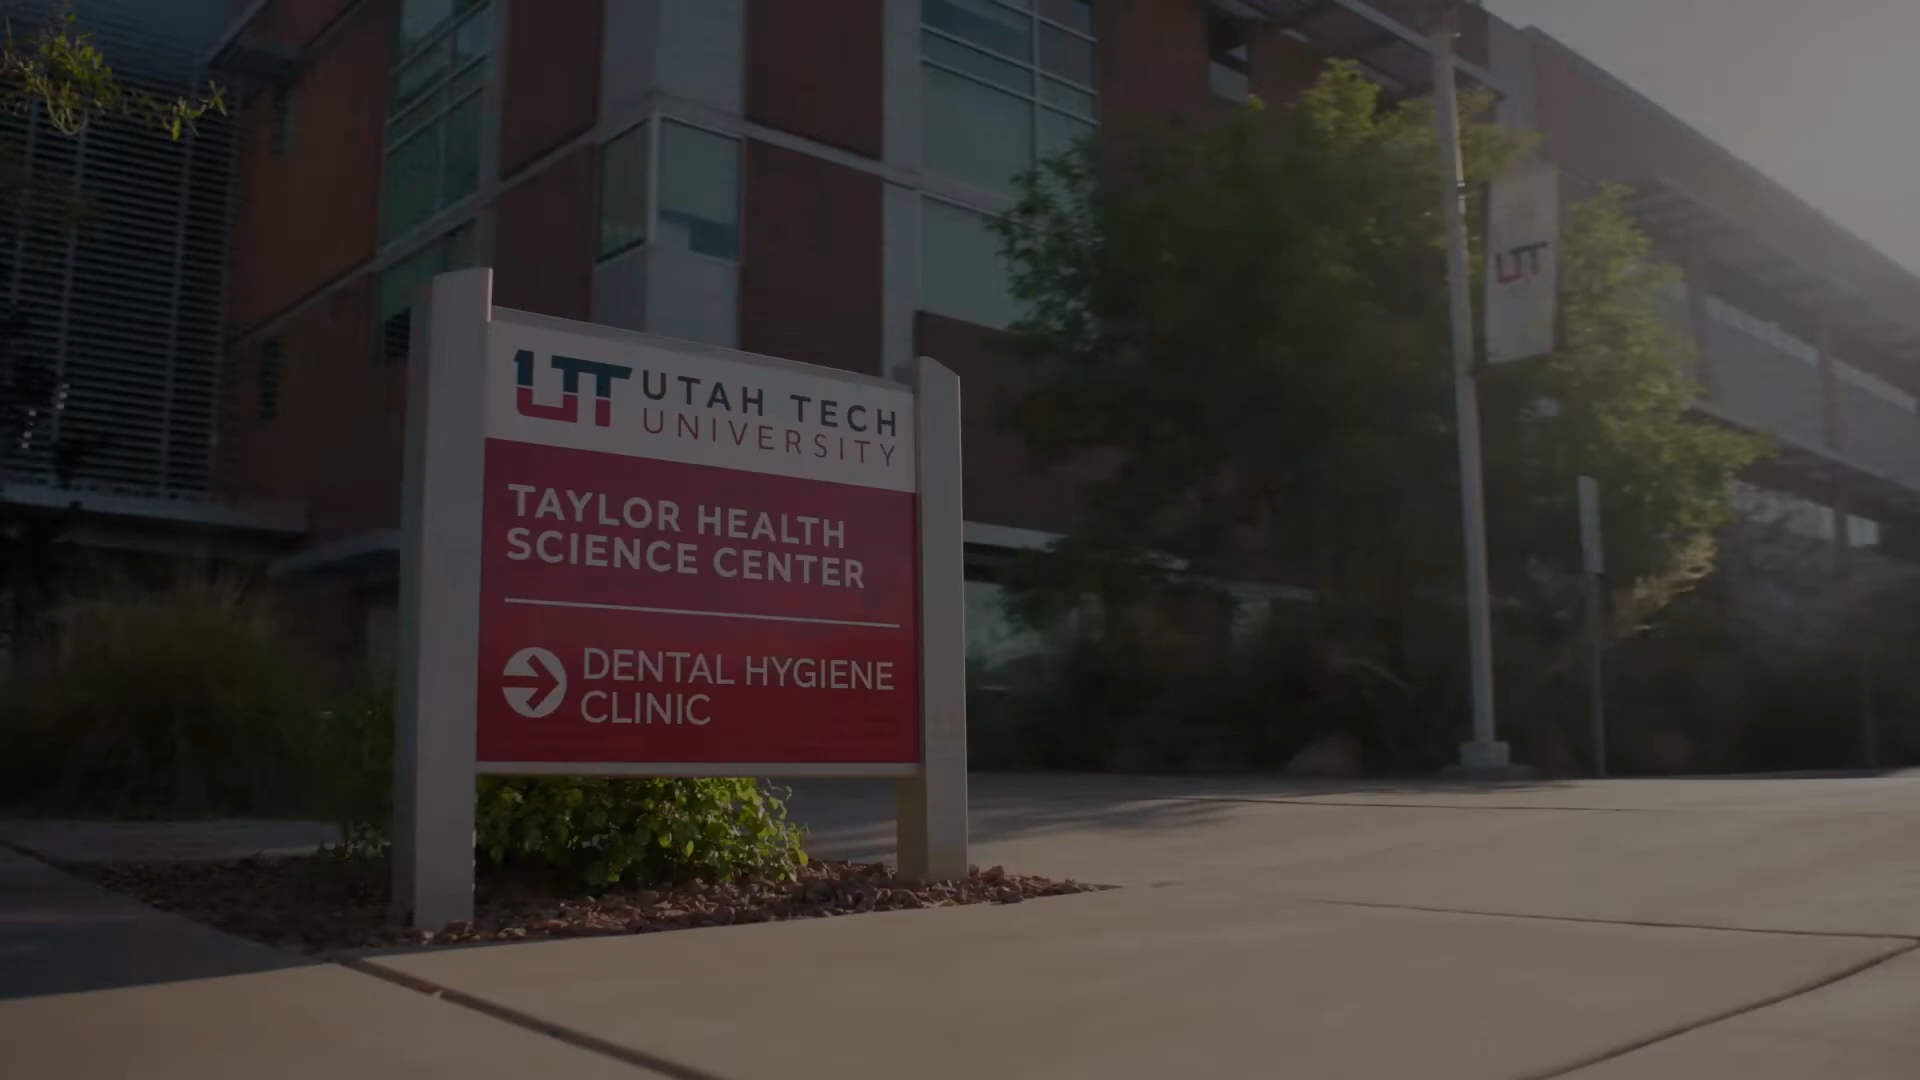 UT UTAH TECH
UNIVERSITY
TAYLOR HEALTH
SCIENCE CENTER
DENTAL HYGIENE
CLINIC
UT